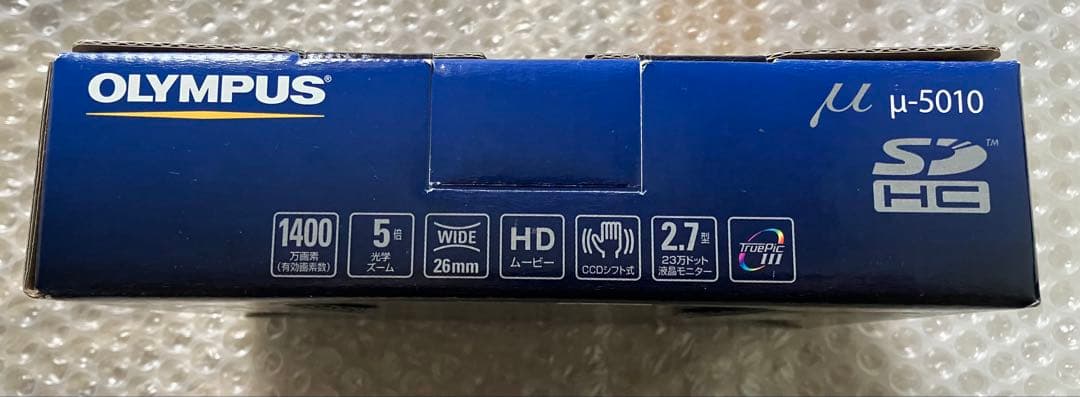 OLYMPUS®
μ μ-5010
SD™
HC
1400
万画素
(有効画素数)
5倍
光学
ズーム
WIDE
26mm
HD
ムービー
CCDシフト式
2.7型
23万ドット
液晶モニター
TruePic
III